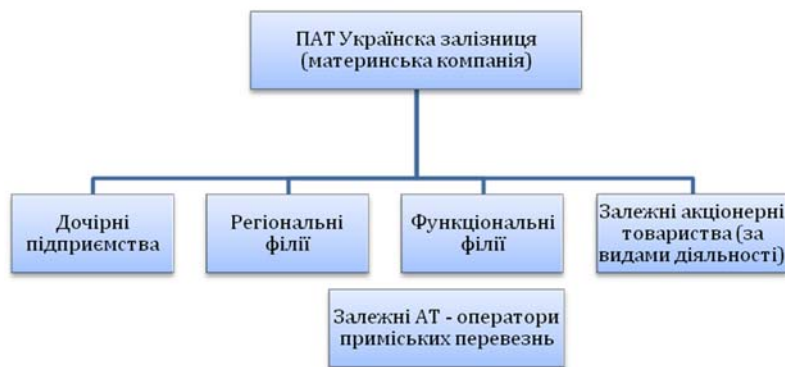 ПАТ Українска залізниця
(материнська компанія)
Дочірні
підприємства
Регіональні
філії
Функціональні
філії
Залежні акціонерні
товариства (за
видами діяльності)
Залежні АТ - оператори
приміських перевезнь